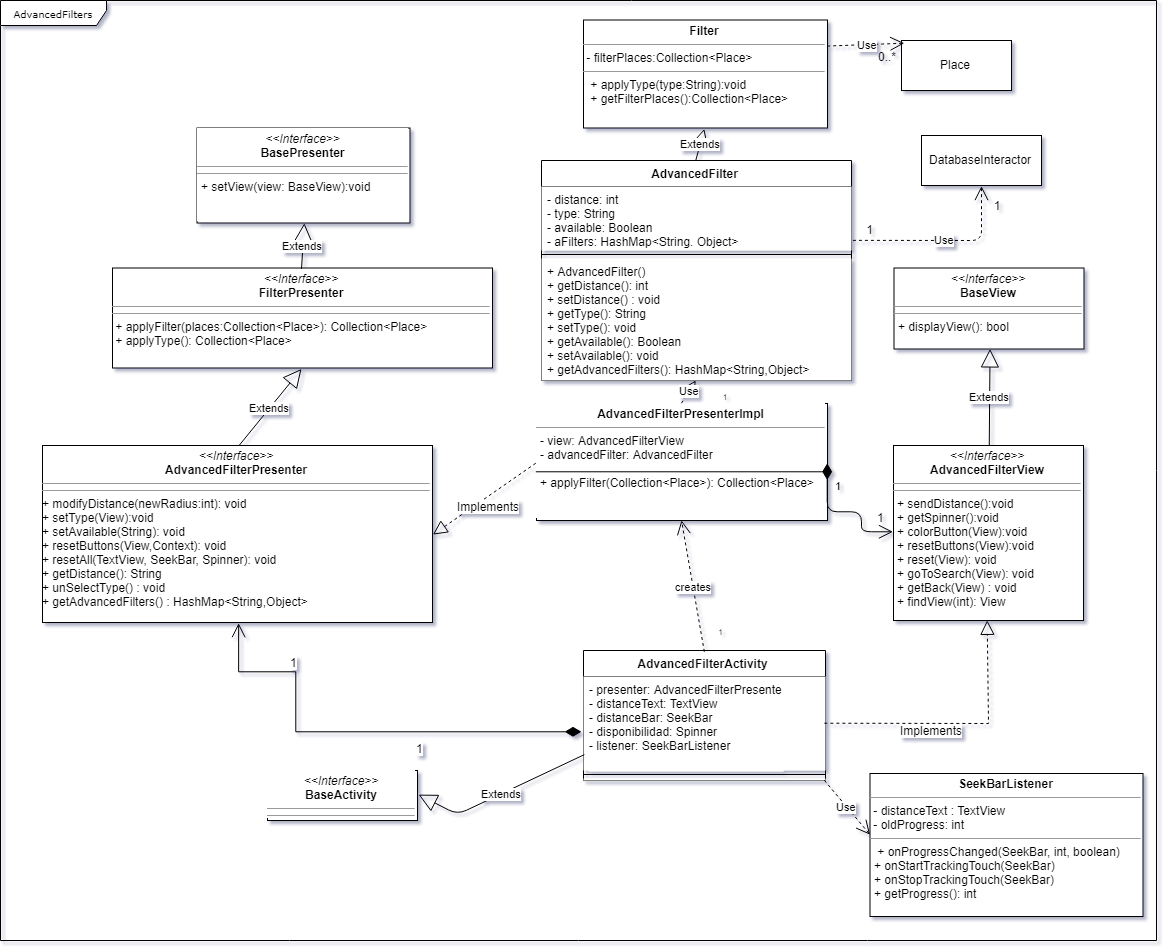 AdvancedFilters
Filter
- filterPlaces:Collection<Place>
+ applyType(type:String):void
+ getFilterPlaces():Collection<Place>
Use
0..*
Place
Extends
<<Interface>>
BasePresenter
+ setView(view: BaseView):void
Extends
AdvancedFilter
- distance: int
- type: String
- available: Boolean
- aFilters: HashMap<String. Object>
+ AdvancedFilter()
+ getDistance(): int
+ setDistance() : void
+ getType(): String
+ setType(): void
+ getAvailable(): Boolean
+ setAvailable(): void
+ getAdvancedFilters(): HashMap<String,Object>
DatabaseInteractor
1
1
Use
<<Interface>>
FilterPresenter
+ applyFilter(places:Collection<Place>): Collection<Place>
+ applyType(): Collection<Place>
Extends
<<Interface>>
BaseView
+ displayView(): bool
Extends
Use
1
AdvancedFilterPresenterImpl
- view: AdvancedFilterView
- advancedFilter: AdvancedFilter
+ applyFilter(Collection<Place>): Collection<Place>
Implements
1
1
<<Interface>>
AdvancedFilterPresenter
+ modifyDistance(newRadius:int): void
+ setType(View):void
+ setAvailable(String): void
+ resetButtons(View,Context): void
+ resetAll(TextView, SeekBar, Spinner): void
+ getDistance(): String
+ unSelectType() : void
+ getAdvancedFilters() : HashMap<String,Object>
<<Interface>>
AdvancedFilterView
+ sendDistance():void
+ getSpinner():void
+ colorButton(View):void
+ resetButtons(View):void
+ reset(View): void
+ goToSearch(View): void
+ getBack(View) : void
+ findView(int): View
creates
1
1
AdvancedFilterActivity
- presenter: AdvancedFilterPresente
- distanceText: TextView
- distanceBar: SeekBar
- disponibilidad: Spinner
- listener: SeekBarListener
Implements
1
<<Interface>>
BaseActivity
Extends
Use
SeekBarListener
- distanceText : TextView
- oldProgress: int
+ onProgressChanged(SeekBar, int, boolean)
+ onStartTrackingTouch(SeekBar)
+ onStopTrackingTouch(SeekBar)
+ getProgress(): int